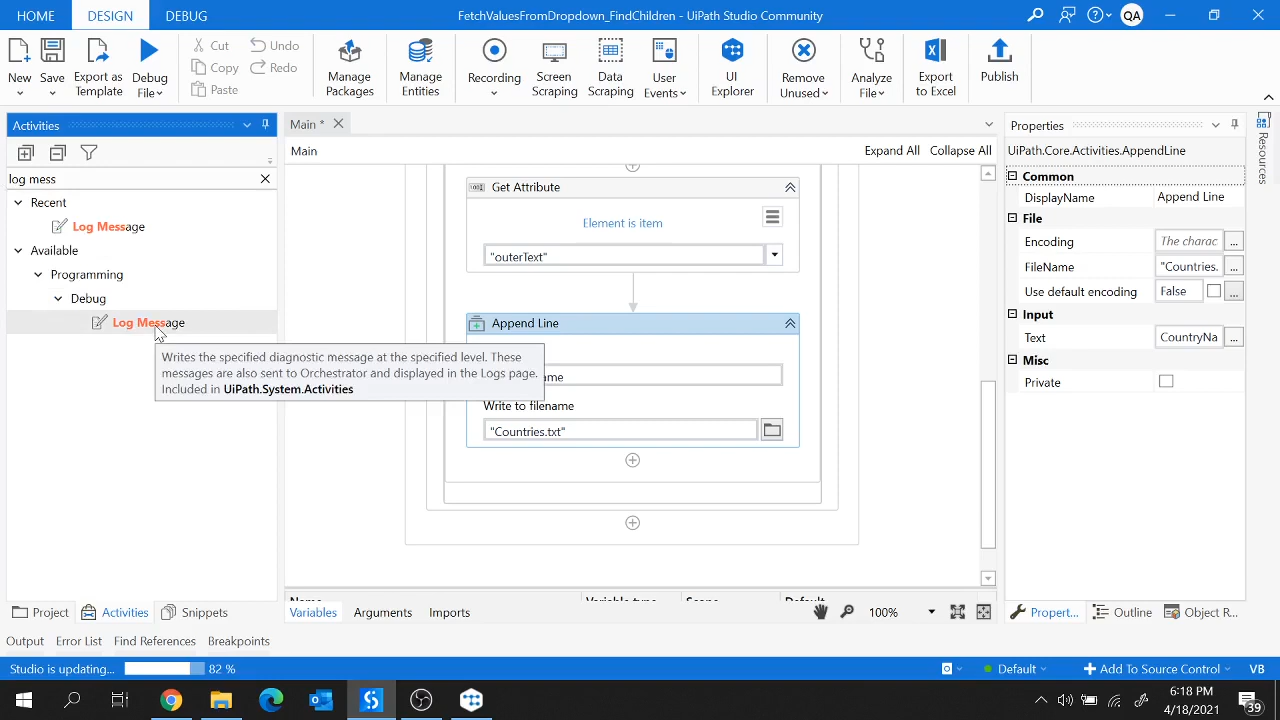 HOME DESIGN DEBUG FetchValuesFromDropdown_FindChildren - UiPath Studio Community QA
New Save Export as Template Debug File Cut Copy Paste Undo Redo Manage Packages Manage Entities Recording Screen Scraping Data Scraping User Events UI Explorer Remove Unused Analyze File Export to Excel Publish
Activities
Main *
Properties
Main
Expand All Collapse All
UiPath.Core.Activities.AppendLine
log mess
Recent
Log Message
Available
Programming
Debug
Log Message
Writes the specified diagnostic message at the specified level. These
messages are also sent to Orchestrator and displayed in the Logs page.
Included in UiPath.System.Activities
Get Attribute
Element is item
"outerText"
Append Line
ame
Write to filename
"Countries.txt"
Common
DisplayName Append Line
File
Encoding The charac ...
FileName "Countries. ...
Use default encoding False ...
Input
Text CountryNa ...
Misc
Private
Resources
Name Variable type Scope Default
Project Activities Snippets
Variables Arguments Imports 100%
Propert... Outline Object R...
Output Error List Find References Breakpoints
Studio is updating... 82 %
Default Add To Source Control VB
6:18 PM
4/18/2021
39